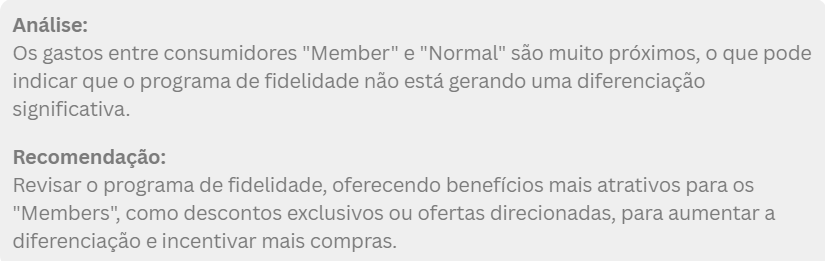 Análise:
Os gastos entre consumidores "Member" e "Normal" são muito próximos, o que pode
indicar que o programa de fidelidade não está gerando uma diferenciação
significativa.
Recomendação:
Revisar o programa de fidelidade, oferecendo benefícios mais atrativos para os
"Members", como descontos exclusivos ou ofertas direcionadas, para aumentar a
diferenciação e incentivar mais compras.